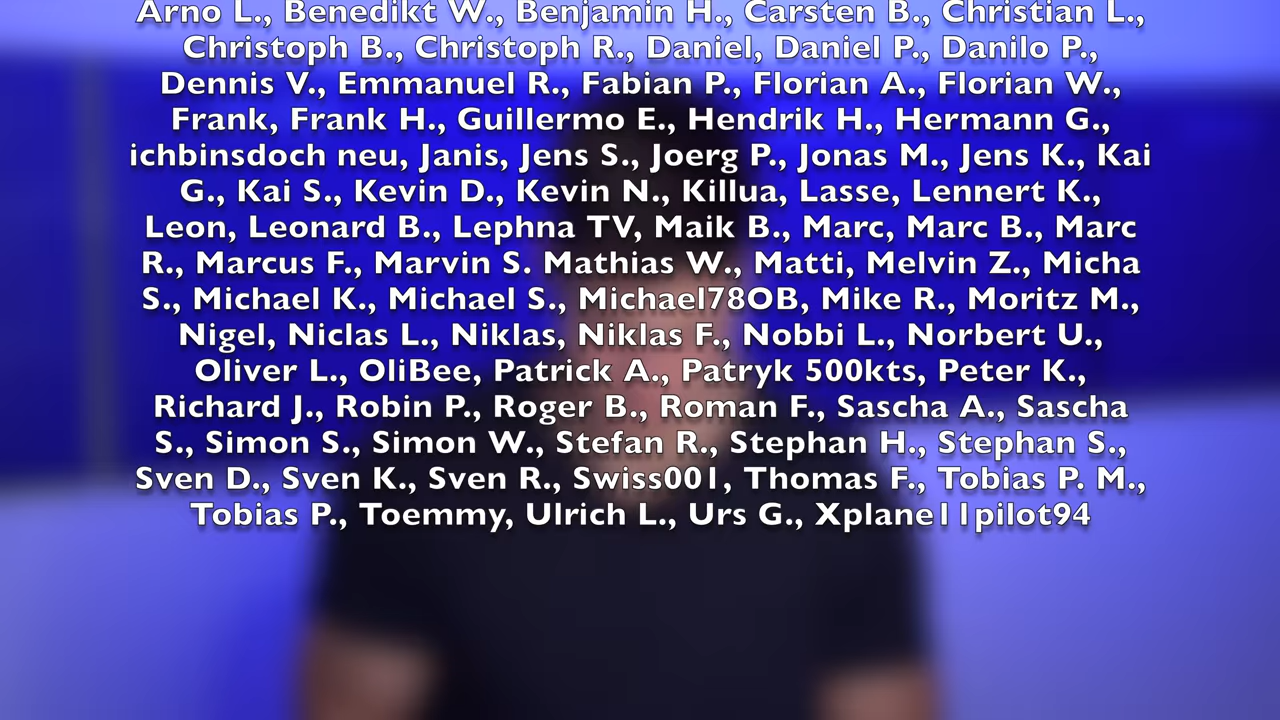 Arno L., Benedikt W., Benjamin H., Carsten B., Christian L.,
Christoph B., Christoph R., Daniel, Daniel P., Danilo P.,
Dennis V., Emmanuel R., Fabian P., Florian A., Florian W.,
Frank, Frank H., Guillermo E., Hendrik H., Hermann G.,
ichbinsdoch neu, Janis, Jens S., Joerg P., Jonas M., Jens K., Kai
G., Kai S., Kevin D., Kevin N., Killua, Lasse, Lennert K.,
Leon, Leonard B., Lephna TV, Maik B., Marc, Marc B., Marc
R., Marcus F., Marvin S. Mathias W., Matti, Melvin Z., Micha
S., Michael K., Michael S., Michael78OB, Mike R., Moritz M.,
Nigel, Niclas L., Niklas, Niklas F., Nobbi L., Norbert U.,
Oliver L., OliBee, Patrick A., Patryk 500kts, Peter K.,
Richard J., Robin P., Roger B., Roman F., Sascha A., Sascha
S., Simon S., Simon W., Stefan R., Stephan H., Stephan S.,
Sven D., Sven K., Sven R., Swiss001, Thomas F., Tobias P. M.,
Tobias P., Toemmy, Ulrich L., Urs G., Xplane11pilot94